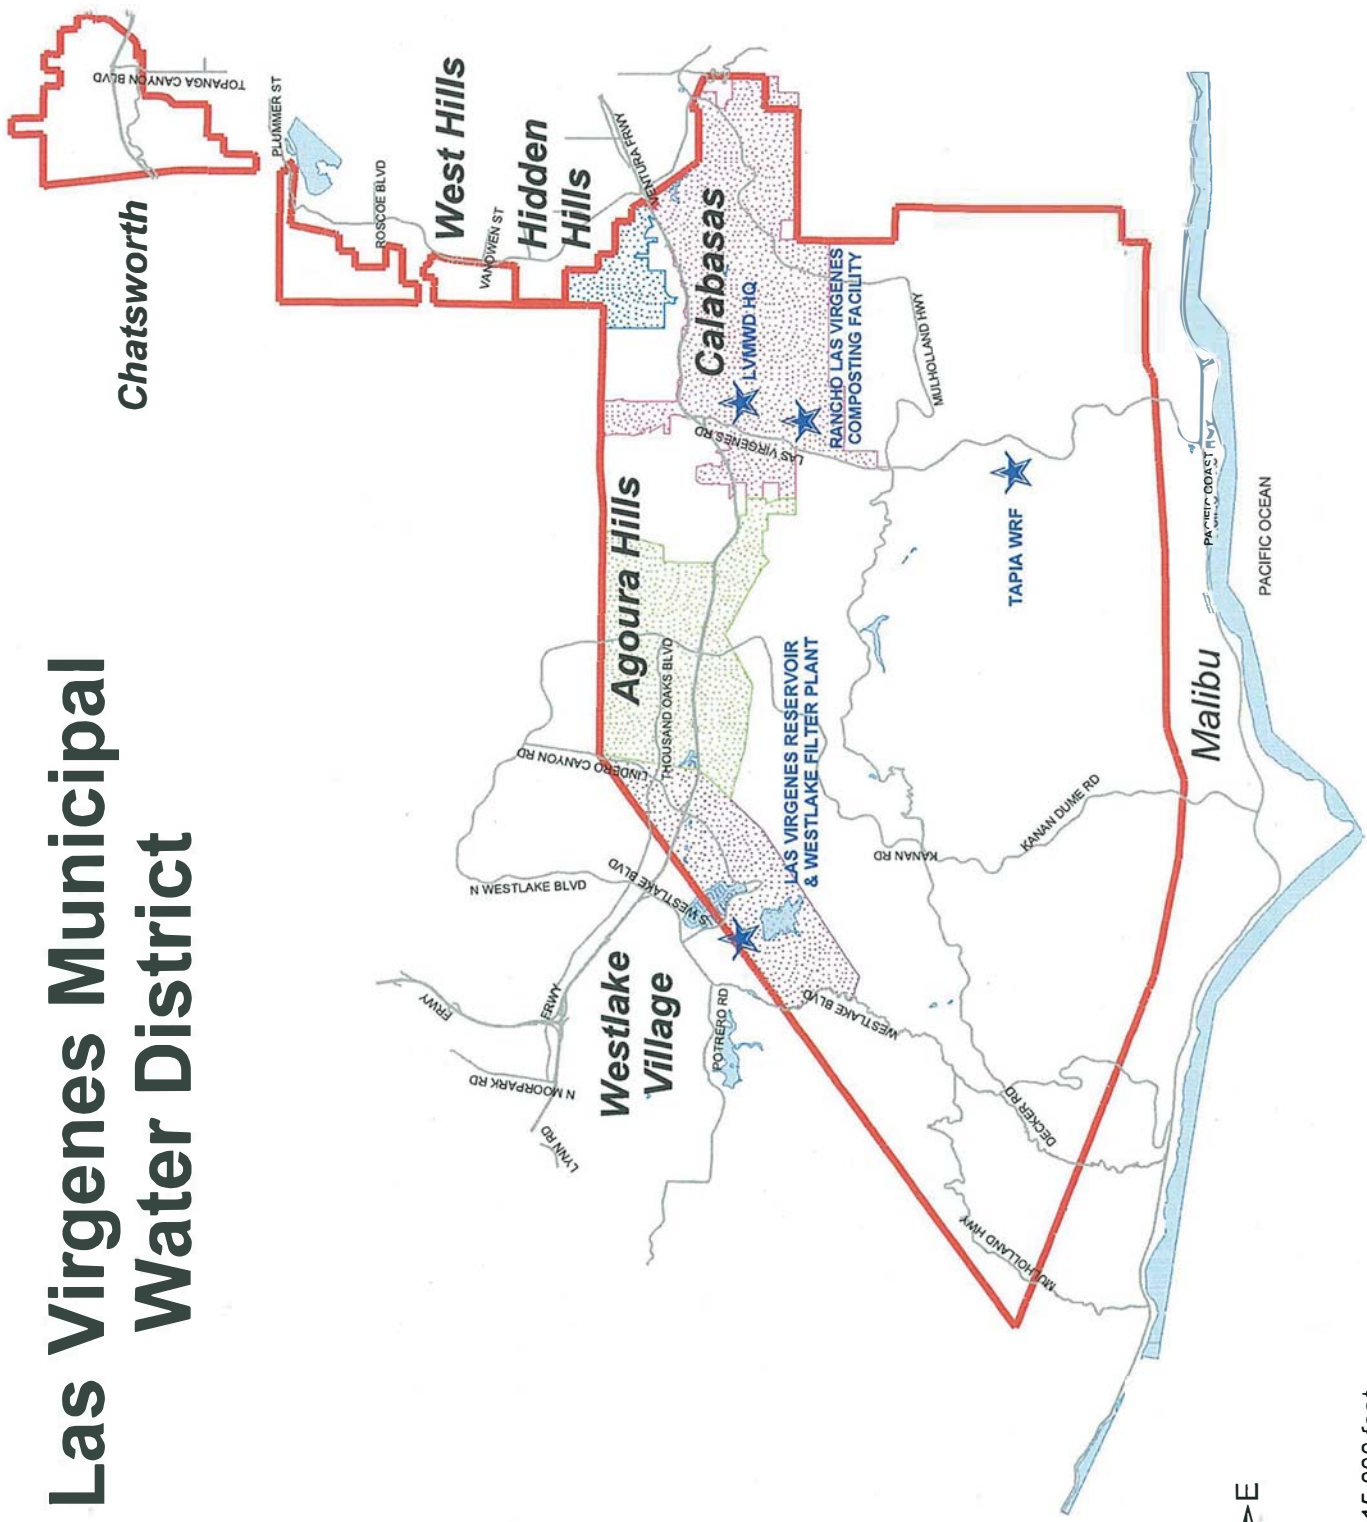 Las Virgenes Municipal
Water District
Chatsworth
TOPANGA CANYON BLVD
PLUMMER ST
ROSCOE BLVD
West Hills
VANOWEN ST
Hidden
Hills
VENTURA FRWY
Calabasas
LVMWD HQ
RANCHO LAS VIRGENES
COMPOSTING FACILITY
MULHOLLAND HWY
LAS VIRGENES RD
Agoura Hills
THOUSAND OAKS BLVD
LINDERO CANYON RD
N WESTLAKE BLVD
S WESTLAKE BLVD
FRWY
FRWY
N MOORPARK RD
LYNN RD
Westlake
Village
POTRERO RD
WESTLAKE BLVD
LAS VIRGENES RESERVOIR
& WESTLAKE FILTER PLANT
TAPIA WRF
KANAN RD
KANAN DUME RD
DECKER RD
MULHOLLAND HWY
Malibu
PACIFIC COAST
PACIFIC OCEAN
E